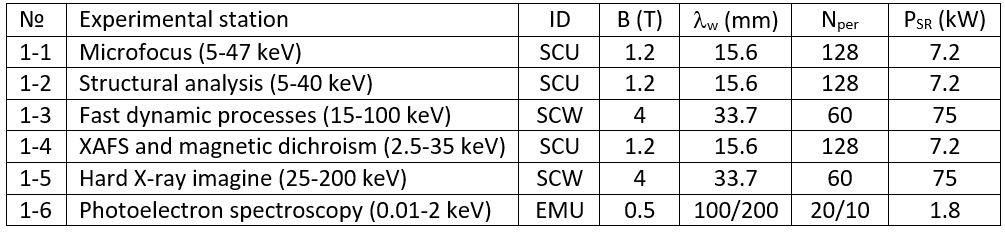 № Experimental station ID B (T) λw (mm) Nper PSR (kW)
1-1 Microfocus (5-47 keV) SCU 1.2 15.6 128 7.2
1-2 Structural analysis (5-40 keV) SCU 1.2 15.6 128 7.2
1-3 Fast dynamic processes (15-100 keV) SCW 4 33.7 60 75
1-4 XAFS and magnetic dichroism (2.5-35 keV) SCU 1.2 15.6 128 7.2
1-5 Hard X-ray imagine (25-200 keV) SCW 4 33.7 60 75
1-6 Photoelectron spectroscopy (0.01-2 keV) EMU 0.5 100/200 20/10 1.8